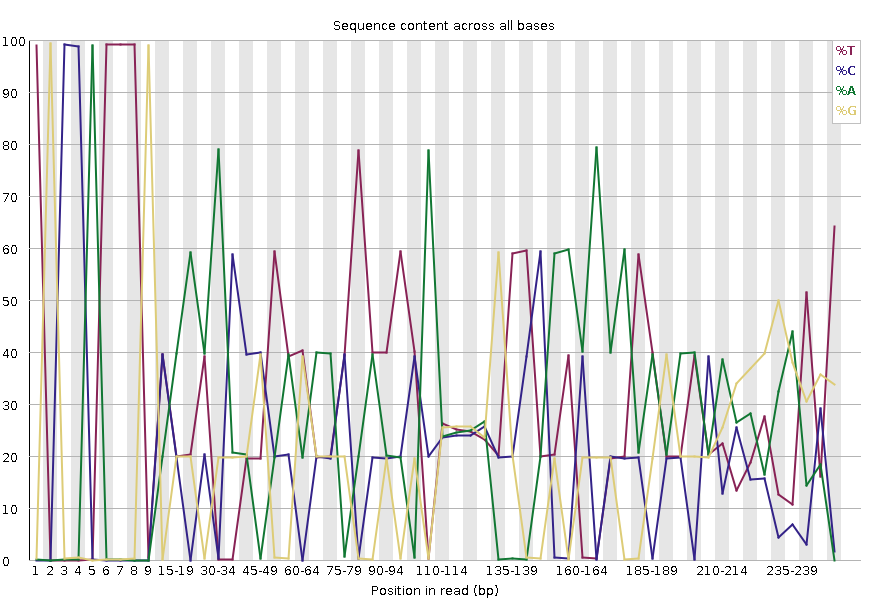 Sequence content across all bases
%T
%C
%A
%G
100
90
80
70
60
50
40
30
20
10
0
1 2 3 4 5 6 7 8 9 15-19 30-34 45-49 60-64 75-79 90-94 110-114 135-139 160-164 185-189 210-214 235-239
Position in read (bp)